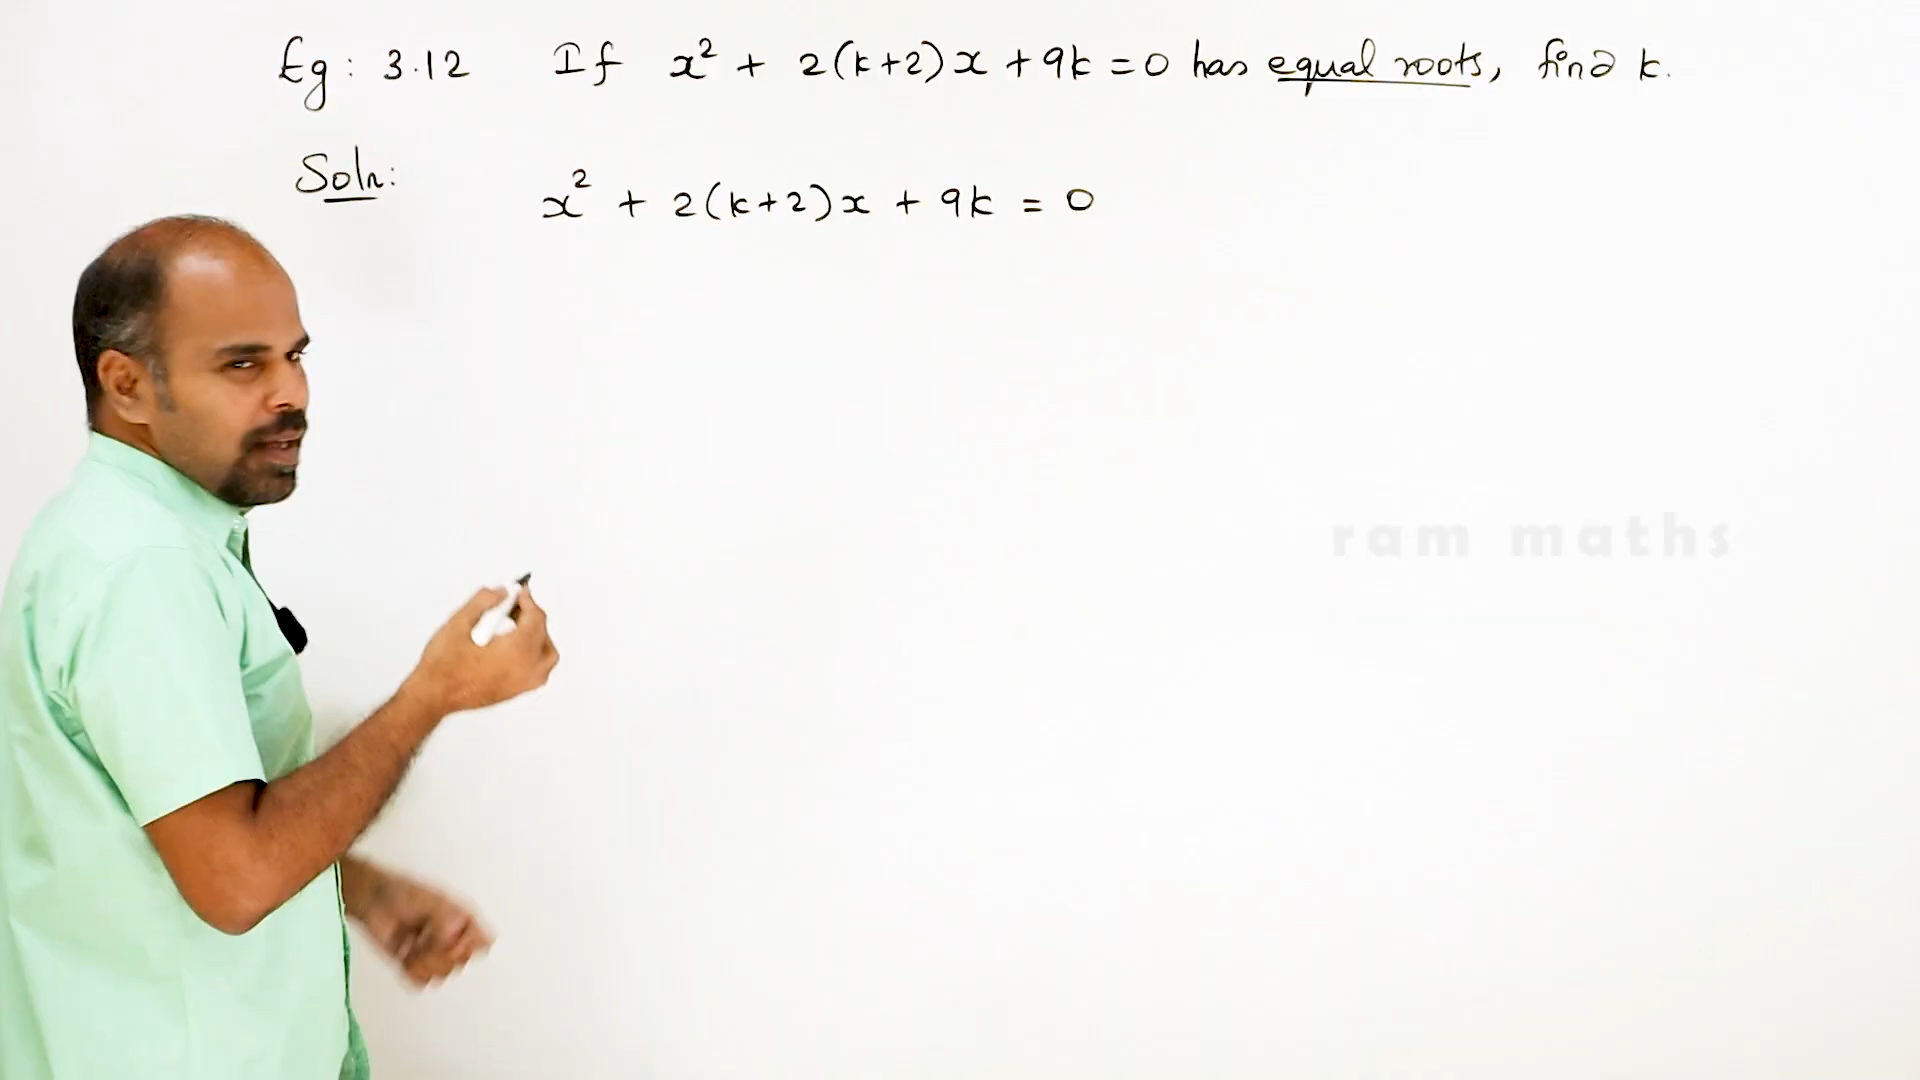 Eg: 3.12 If x² + 2(k+2)x + 9k = 0 has equal roots, find k.
Soln:
x² + 2(k+2)x + 9k = 0
ram maths